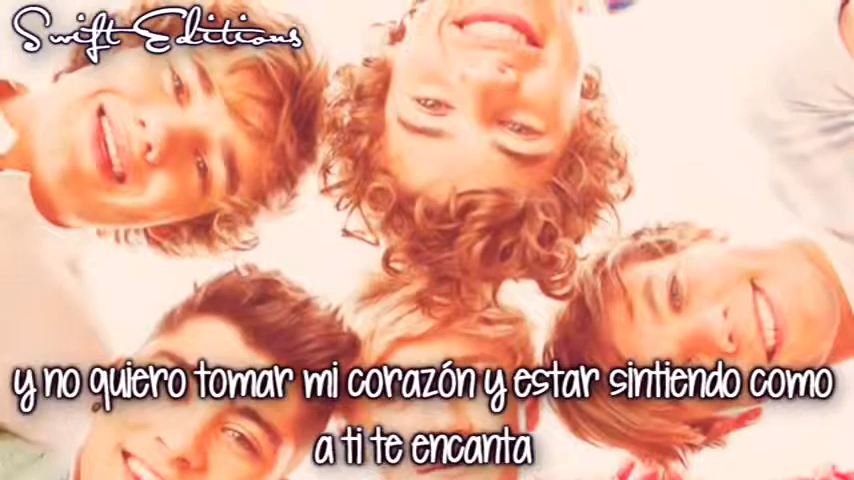 Swift Editions
y no quiero tomar mi corazón y estar sintiendo como
a ti te encanta